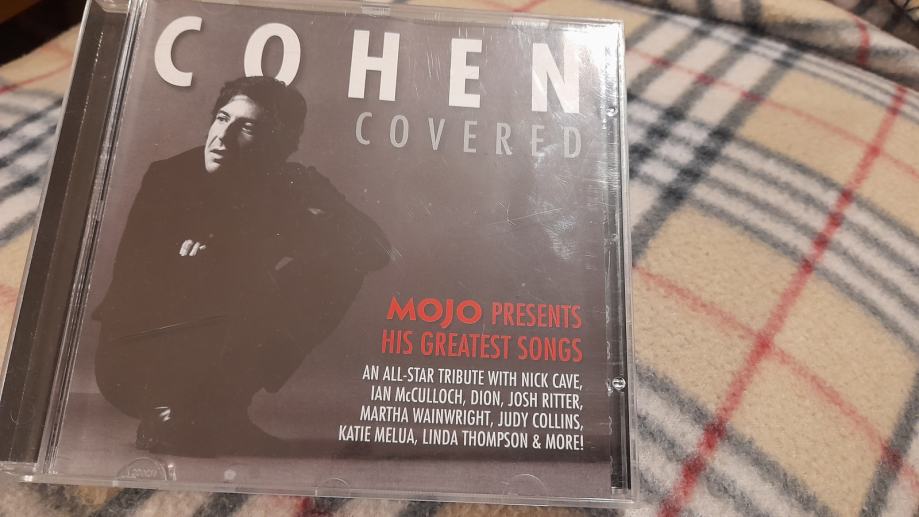 COHEN
COVERED
MOJO PRESENTS
HIS GREATEST SONGS
AN ALL-STAR TRIBUTE WITH NICK CAVE,
IAN McCULLOCH, DION, JOSH RITTER,
MARTHA WAINWRIGHT, JUDY COLLINS,
KATIE MELUA, LINDA THOMPSON & MORE!